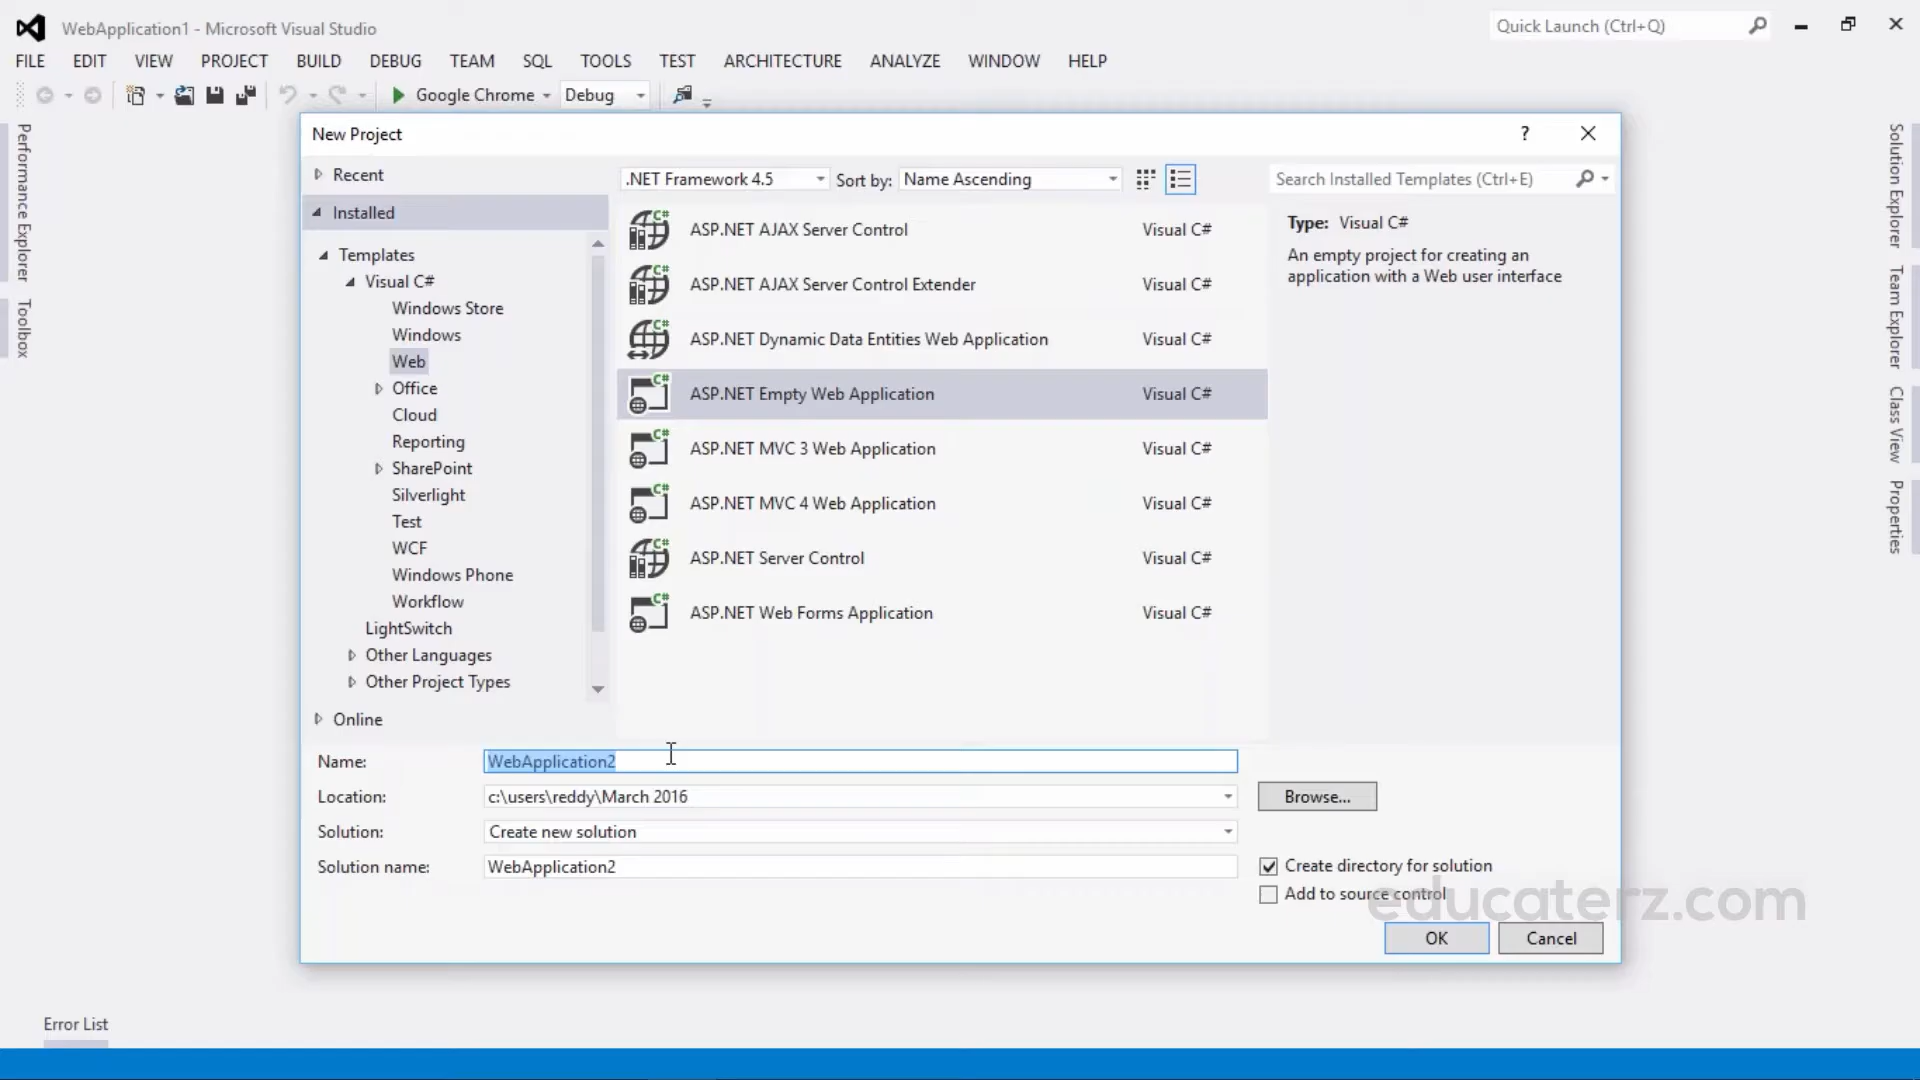 WebApplication1 - Microsoft Visual Studio
Quick Launch (Ctrl+Q)
FILE EDIT VIEW PROJECT BUILD DEBUG TEAM SQL TOOLS TEST ARCHITECTURE ANALYZE WINDOW HELP
Google Chrome Debug
Performance Explorer
Toolbox
New Project ?
Recent
Installed
Templates
Visual C#
Windows Store
Windows
Web
Office
Cloud
Reporting
SharePoint
Silverlight
Test
WCF
Windows Phone
Workflow
LightSwitch
Other Languages
Other Project Types
Online
.NET Framework 4.5 Sort by: Name Ascending
ASP.NET AJAX Server Control Visual C#
ASP.NET AJAX Server Control Extender Visual C#
ASP.NET Dynamic Data Entities Web Application Visual C#
ASP.NET Empty Web Application Visual C#
ASP.NET MVC 3 Web Application Visual C#
ASP.NET MVC 4 Web Application Visual C#
ASP.NET Server Control Visual C#
ASP.NET Web Forms Application Visual C#
Search Installed Templates (Ctrl+E)
Type: Visual C#
An empty project for creating an
application with a Web user interface
Name: WebApplication2
Location: c:\users\reddy\March 2016 Browse...
Solution: Create new solution
Solution name: WebApplication2
Create directory for solution
Add to source control
educaterz.com
OK Cancel
Solution Explorer
Team Explorer
Class View
Properties
Error List